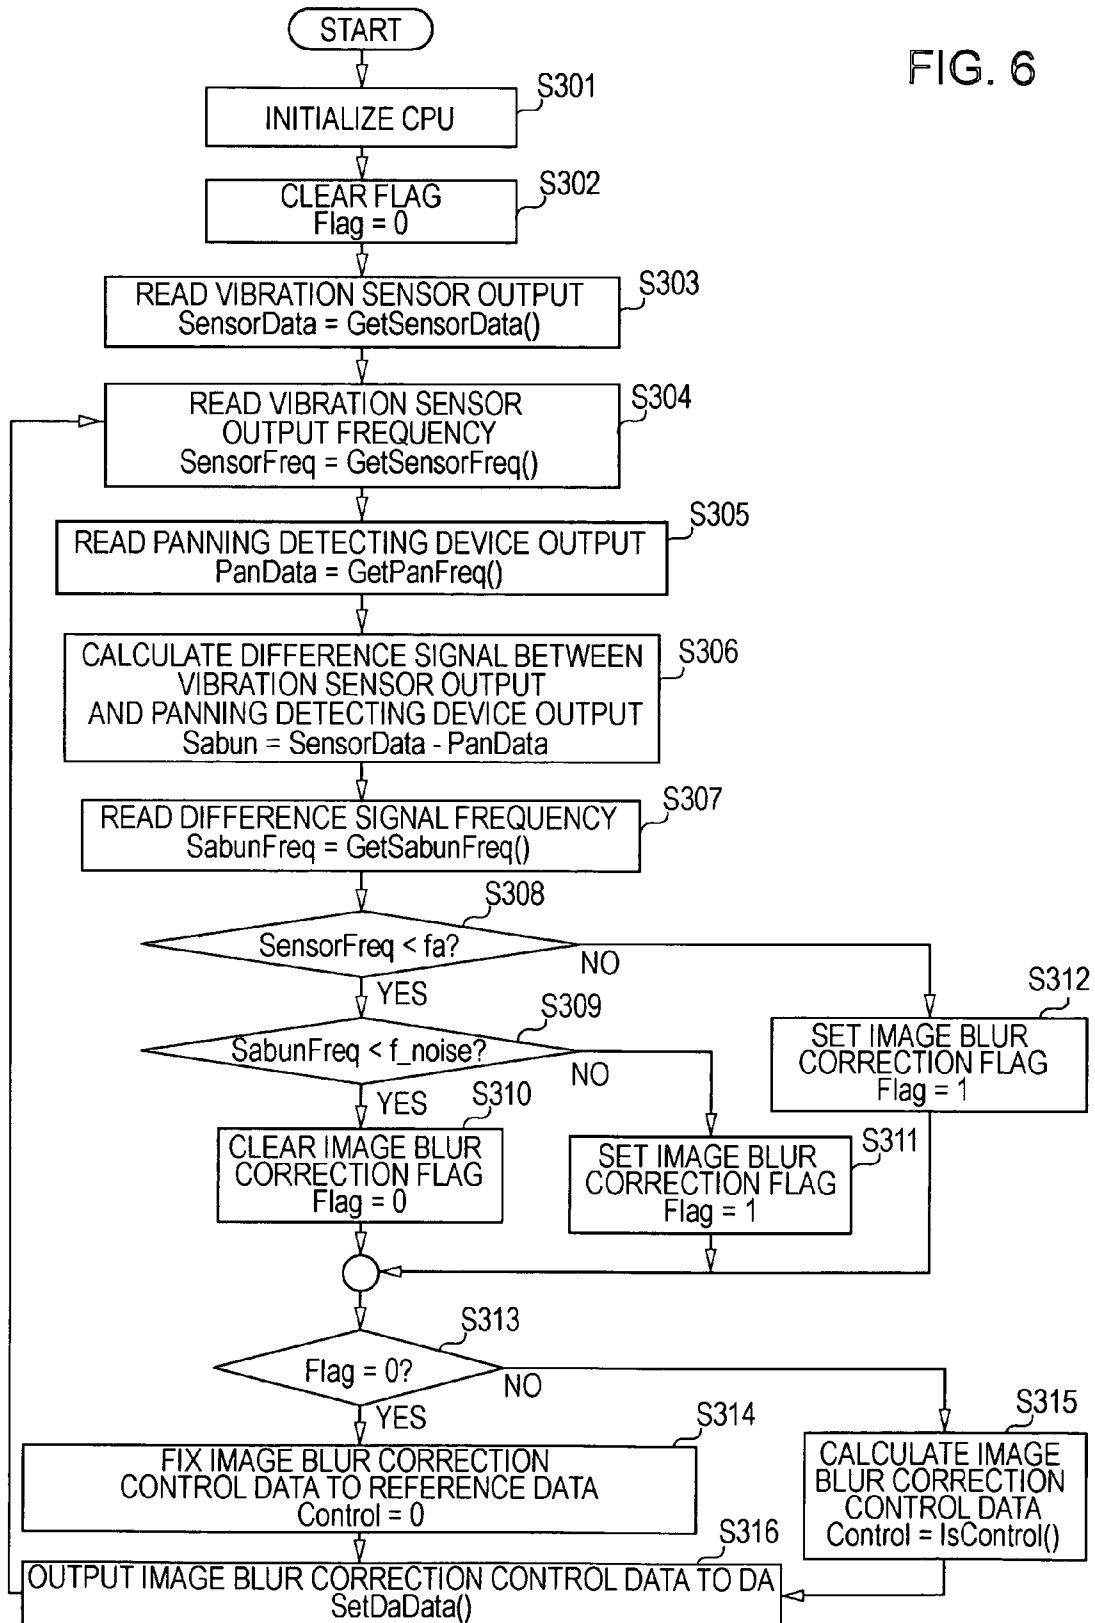 START
FIG. 6
S301
INITIALIZE CPU
S302
CLEAR FLAG
Flag = 0
S303
READ VIBRATION SENSOR OUTPUT
SensorData = GetSensorData()
S304
READ VIBRATION SENSOR
OUTPUT FREQUENCY
SensorFreq = GetSensorFreq()
S305
READ PANNING DETECTING DEVICE OUTPUT
PanData = GetPanFreq()
S306
CALCULATE DIFFERENCE SIGNAL BETWEEN
VIBRATION SENSOR OUTPUT
AND PANNING DETECTING DEVICE OUTPUT
Sabun = SensorData - PanData
S307
READ DIFFERENCE SIGNAL FREQUENCY
SabunFreq = GetSabunFreq()
S308
SensorFreq < fa?
NO
YES
S309
SabunFreq < f_noise?
NO
YES
S312
SET IMAGE BLUR
CORRECTION FLAG
Flag = 1
S310
CLEAR IMAGE BLUR
CORRECTION FLAG
Flag = 0
S311
SET IMAGE BLUR
CORRECTION FLAG
Flag = 1
S313
Flag = 0?
NO
YES
S314
FIX IMAGE BLUR CORRECTION
CONTROL DATA TO REFERENCE DATA
Control = 0
S315
CALCULATE IMAGE
BLUR CORRECTION
CONTROL DATA
Control = IsControl()
S316
OUTPUT IMAGE BLUR CORRECTION CONTROL DATA TO DA
SetDaData()